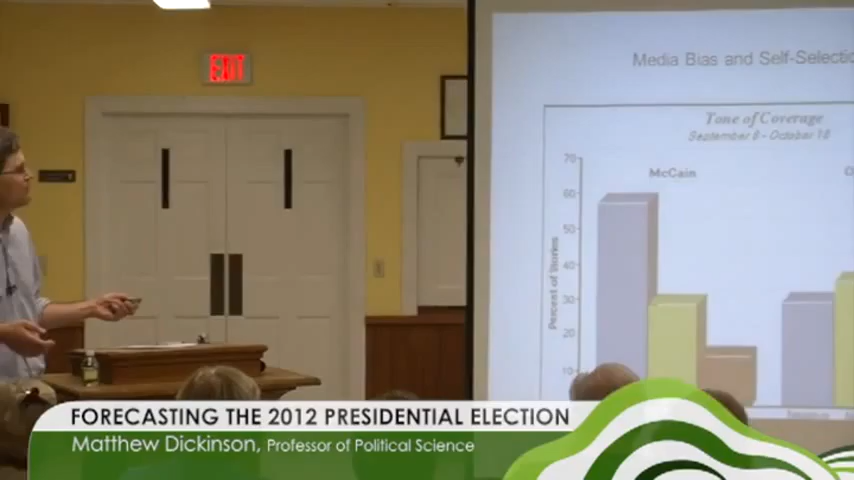 EXIT
Media Bias and Self-Selectio
Tone of Coverage
September 8 - October 16
McCain
70
60
50
40
30
20
10
Percent of Stories
FORECASTING THE 2012 PRESIDENTIAL ELECTION
Matthew Dickinson, Professor of Political Science